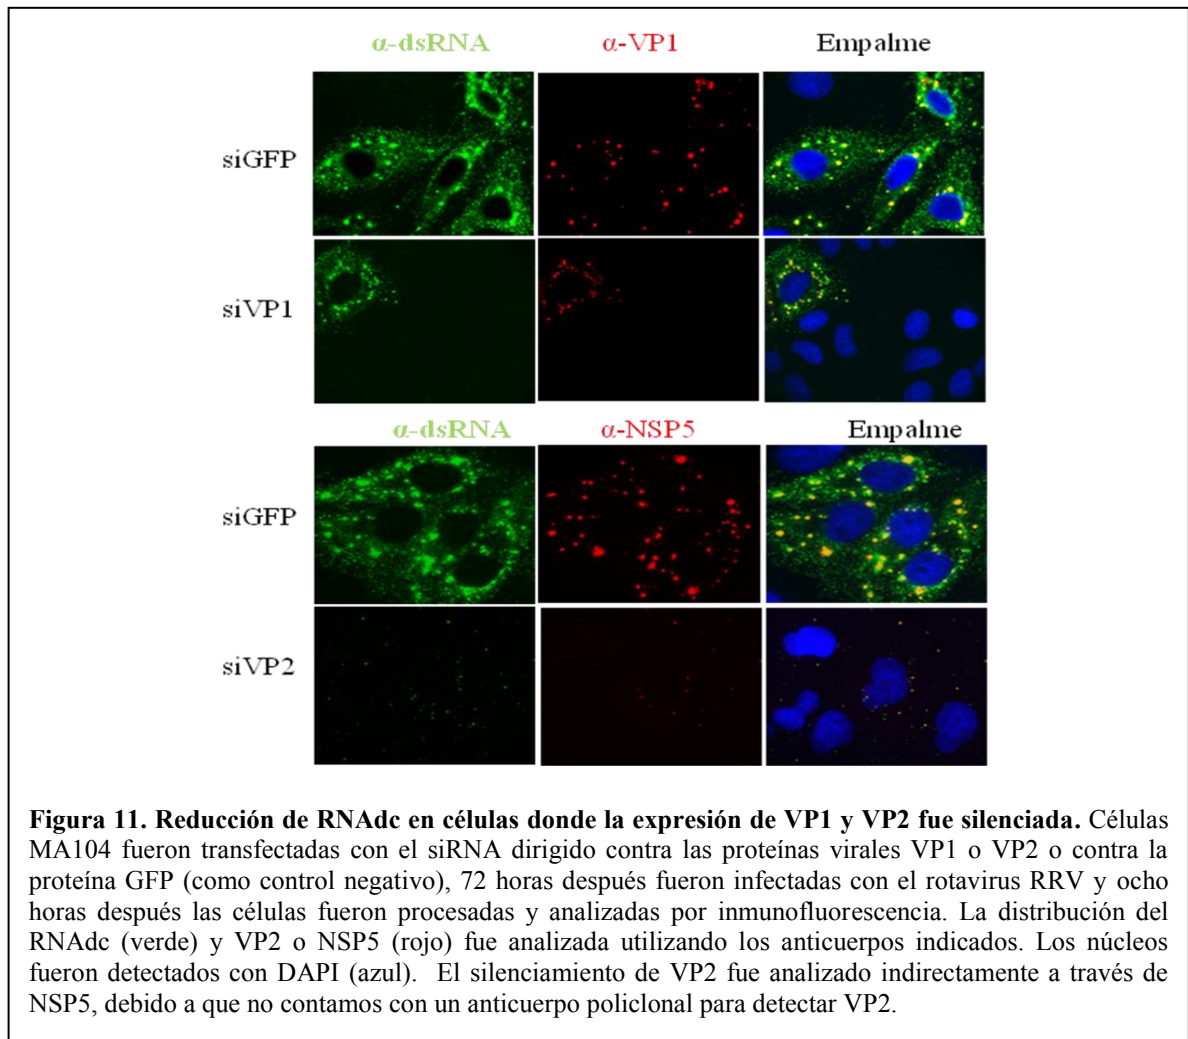 α-dsRNA α-VP1 Empalme
siGFP
siVP1
α-dsRNA α-NSP5 Empalme
siGFP
siVP2
Figura 11. Reducción de RNAdc en células donde la expresión de VP1 y VP2 fue silenciada. Células
MA104 fueron transfectadas con el siRNA dirigido contra las proteínas virales VP1 o VP2 o contra la
proteína GFP (como control negativo), 72 horas después fueron infectadas con el rotavirus RRV y ocho
horas después las células fueron procesadas y analizadas por inmunofluorescencia. La distribución del
RNAdc (verde) y VP2 o NSP5 (rojo) fue analizada utilizando los anticuerpos indicados. Los núcleos
fueron detectados con DAPI (azul). El silenciamiento de VP2 fue analizado indirectamente a través de
NSP5, debido a que no contamos con un anticuerpo policlonal para detectar VP2.